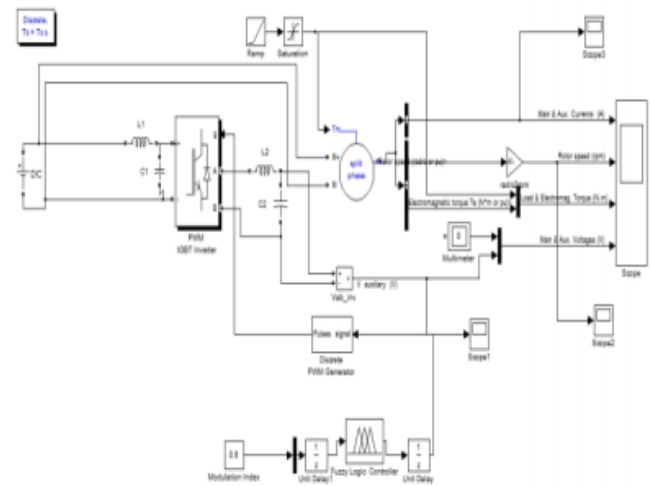 Discrete,
Ramp
Saturation
Scope3
L1
L2
C1
C2
DC
Tm
split
phase
Main & Aux. Currents (A)
Rotor speed (rpm)
Load & Electromag. Torque (N.m)
Electromagnetic torque Te (N*m or pu)
Main & Aux. Voltages (V)
Multimeter
Scope
PWM
IGBT Inverter
Vab_inv
V auxiliary (V)
Pulses signal
Discrete
PWM Generator
Scope1
Scope2
Modulation Index
Unit Delay1
Fuzzy Logic Controller
Unit Delay